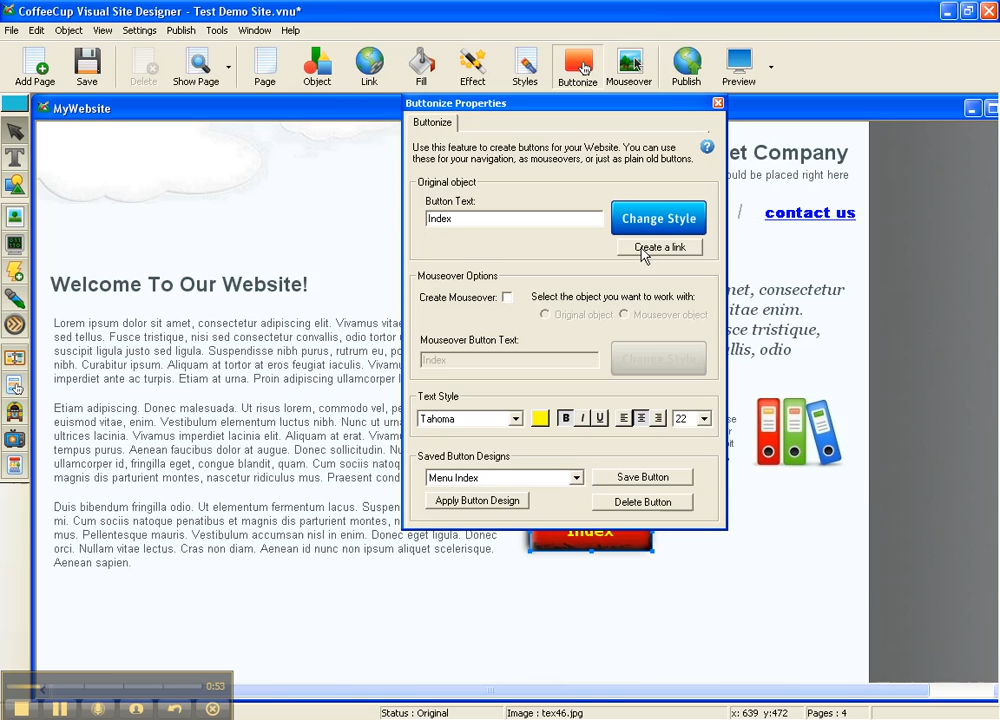 CoffeeCup Visual Site Designer - Test Demo Site.vnu*
File Edit Object View Settings Publish Tools Window Help
Add Page Save Delete Show Page Page Object Link Fill Effect Styles Buttonize Mouseover Publish Preview
MyWebsite
Buttonize Properties
Buttonize
Use this feature to create buttons for your Website. You can use
these for your navigation, as mouseovers, or just as plain old buttons.
Original object
Button Text:
Index
Change Style
Create a link
Mouseover Options
Create Mouseover:
Select the object you want to work with:
Original object Mouseover object
Mouseover Button Text:
Index
Change Style
Text Style
Tahoma B I U 22
Saved Button Designs
Menu Index Save Button
Apply Button Design Delete Button
et Company
ould be placed right here
/ contact us
Welcome To Our Website!
Lorem ipsum dolor sit amet, consectetur adipiscing elit. Vivamus vita
sed tellus. Fusce tristique, nisi sed consectetur convallis, odio tortor
suscipit ligula justo sed ligula. Suspendisse nibh purus, rutrum eu, po
nibh. Curabitur ipsum. Aliquam at tortor at eros feugiat iaculis. Vivamus
imperdiet ante ac turpis. Etiam at urna. Proin adipiscing ullamcorper l
Etiam adipiscing. Donec malesuada. Ut risus lorem, commodo vel, pe
euismod vitae, enim. Vestibulum elementum luctus nibh. Nunc ut urna
ultrices lacinia. Vivamus imperdiet lacinia elit. Aliquam at erat. Vivamu
tempus purus. Aenean faucibus dolor at augue. Donec sollicitudin. M
ullamcorper id, fringilla eget, congue blandit, quam. Cum sociis natoq
magnis dis parturient montes, nascetur ridiculus mus. Praesent cond
Duis bibendum fringilla odio. Ut elementum fermentum lacus. Suspen
mi. Cum sociis natoque penatibus et magnis dis parturient montes, n
mus. Pellentesque mauris. Vestibulum accumsan nisl in enim. Donec eget ligula. Donec
orci. Nullam vitae lectus. Cras non diam. Aenean id nunc non ipsum aliquet scelerisque.
Aenean sapien.
met, consectetur
itae enim.
sce tristique,
llis, odio
se
r
bit
Index
0:53
Status : Original Image : tex46.jpg x: 639 y:472 Pages : 4